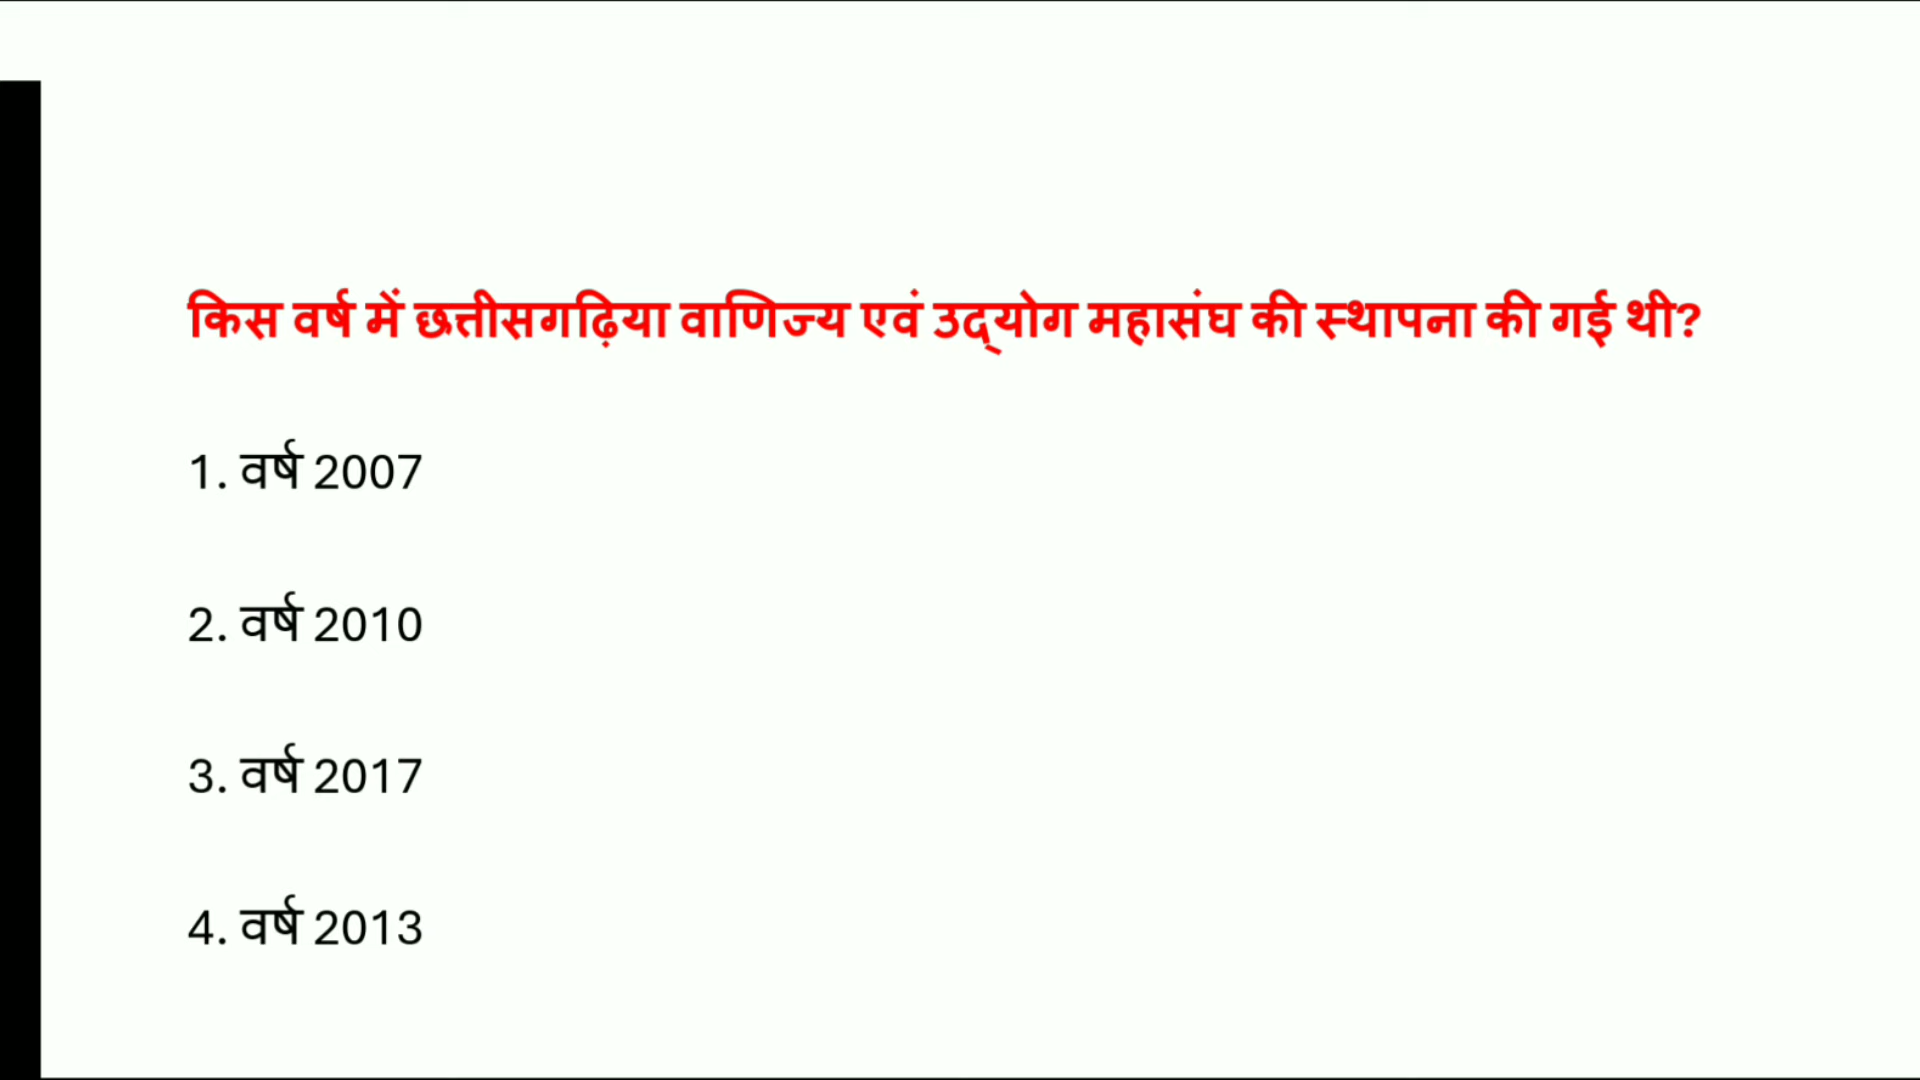 किस वर्ष में छत्तीसगढ़िया वाणिज्य एवं उद्‌योग महासंघ की स्थापना की गई थी?
1. वर्ष 2007
2. वर्ष 2010
3. वर्ष 2017
4. वर्ष 2013